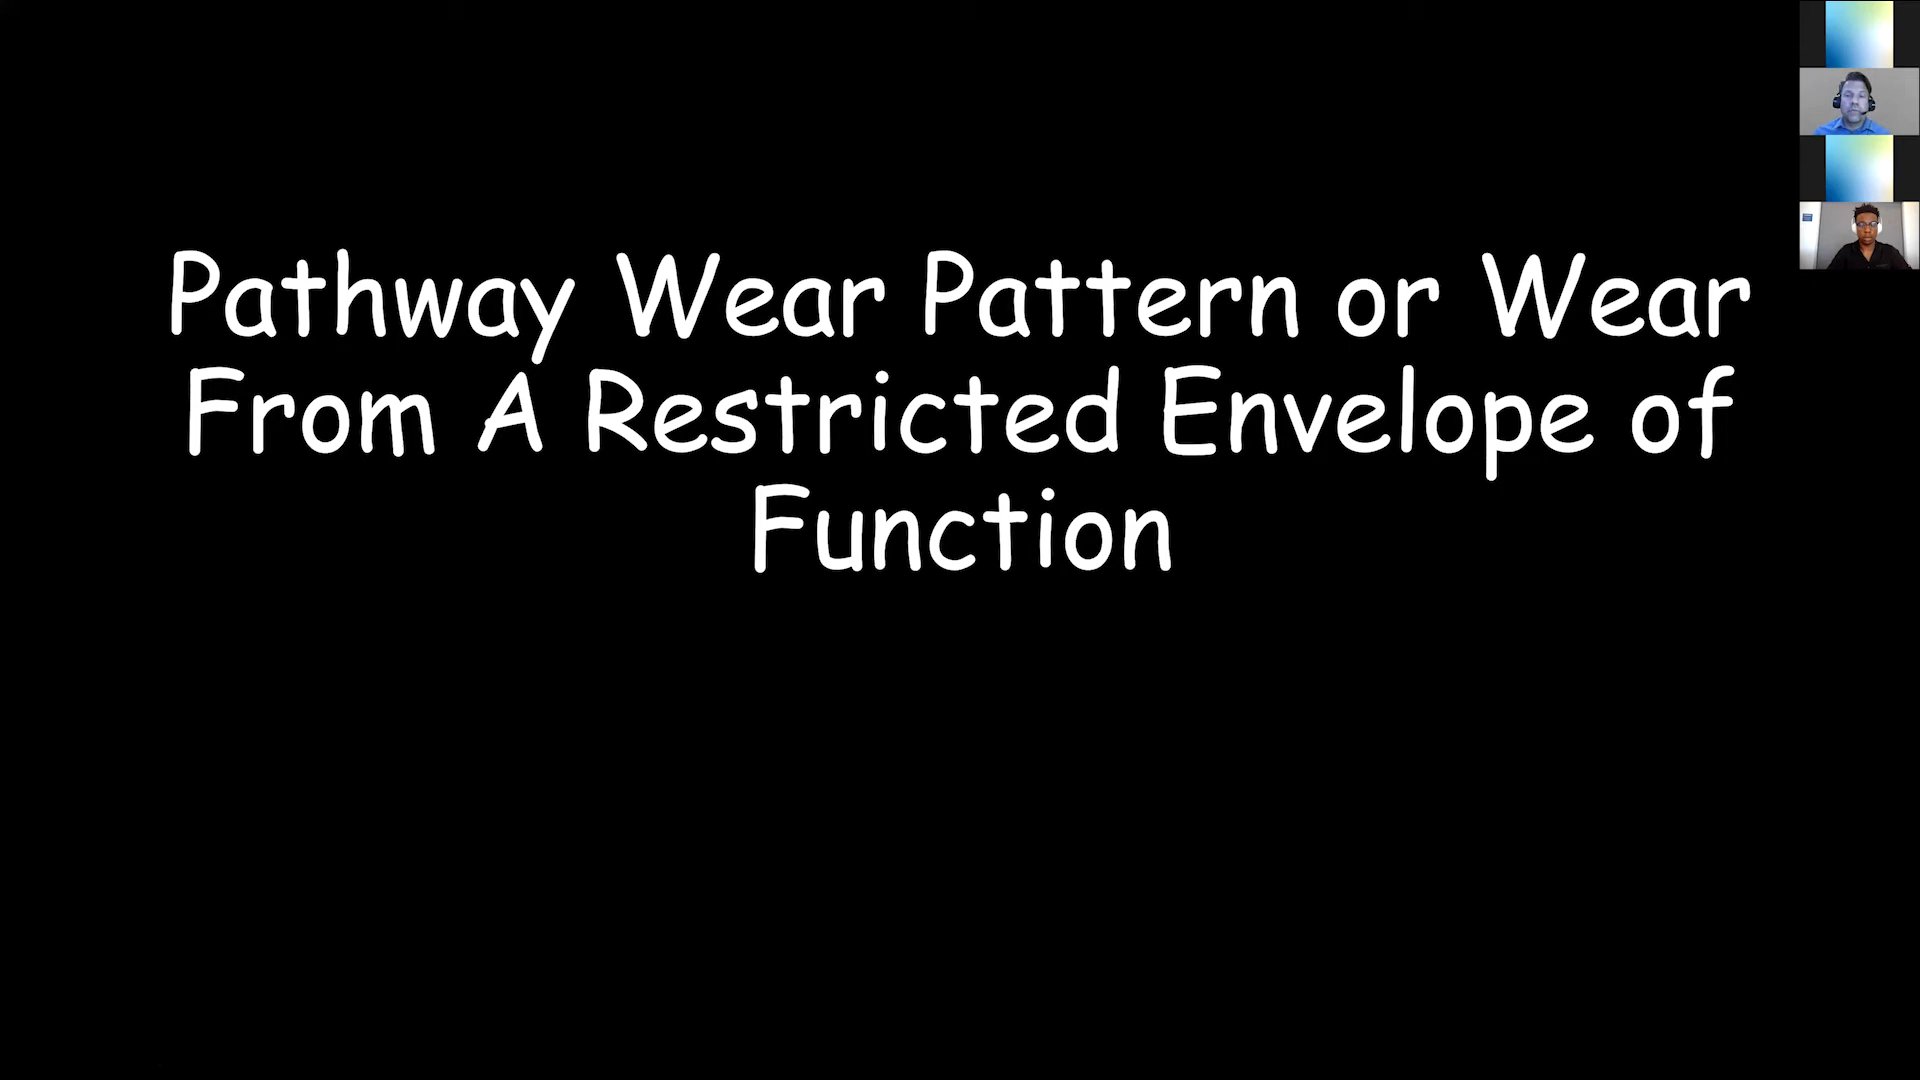 Pathway Wear Pattern or Wear
From A Restricted Envelope of
Function